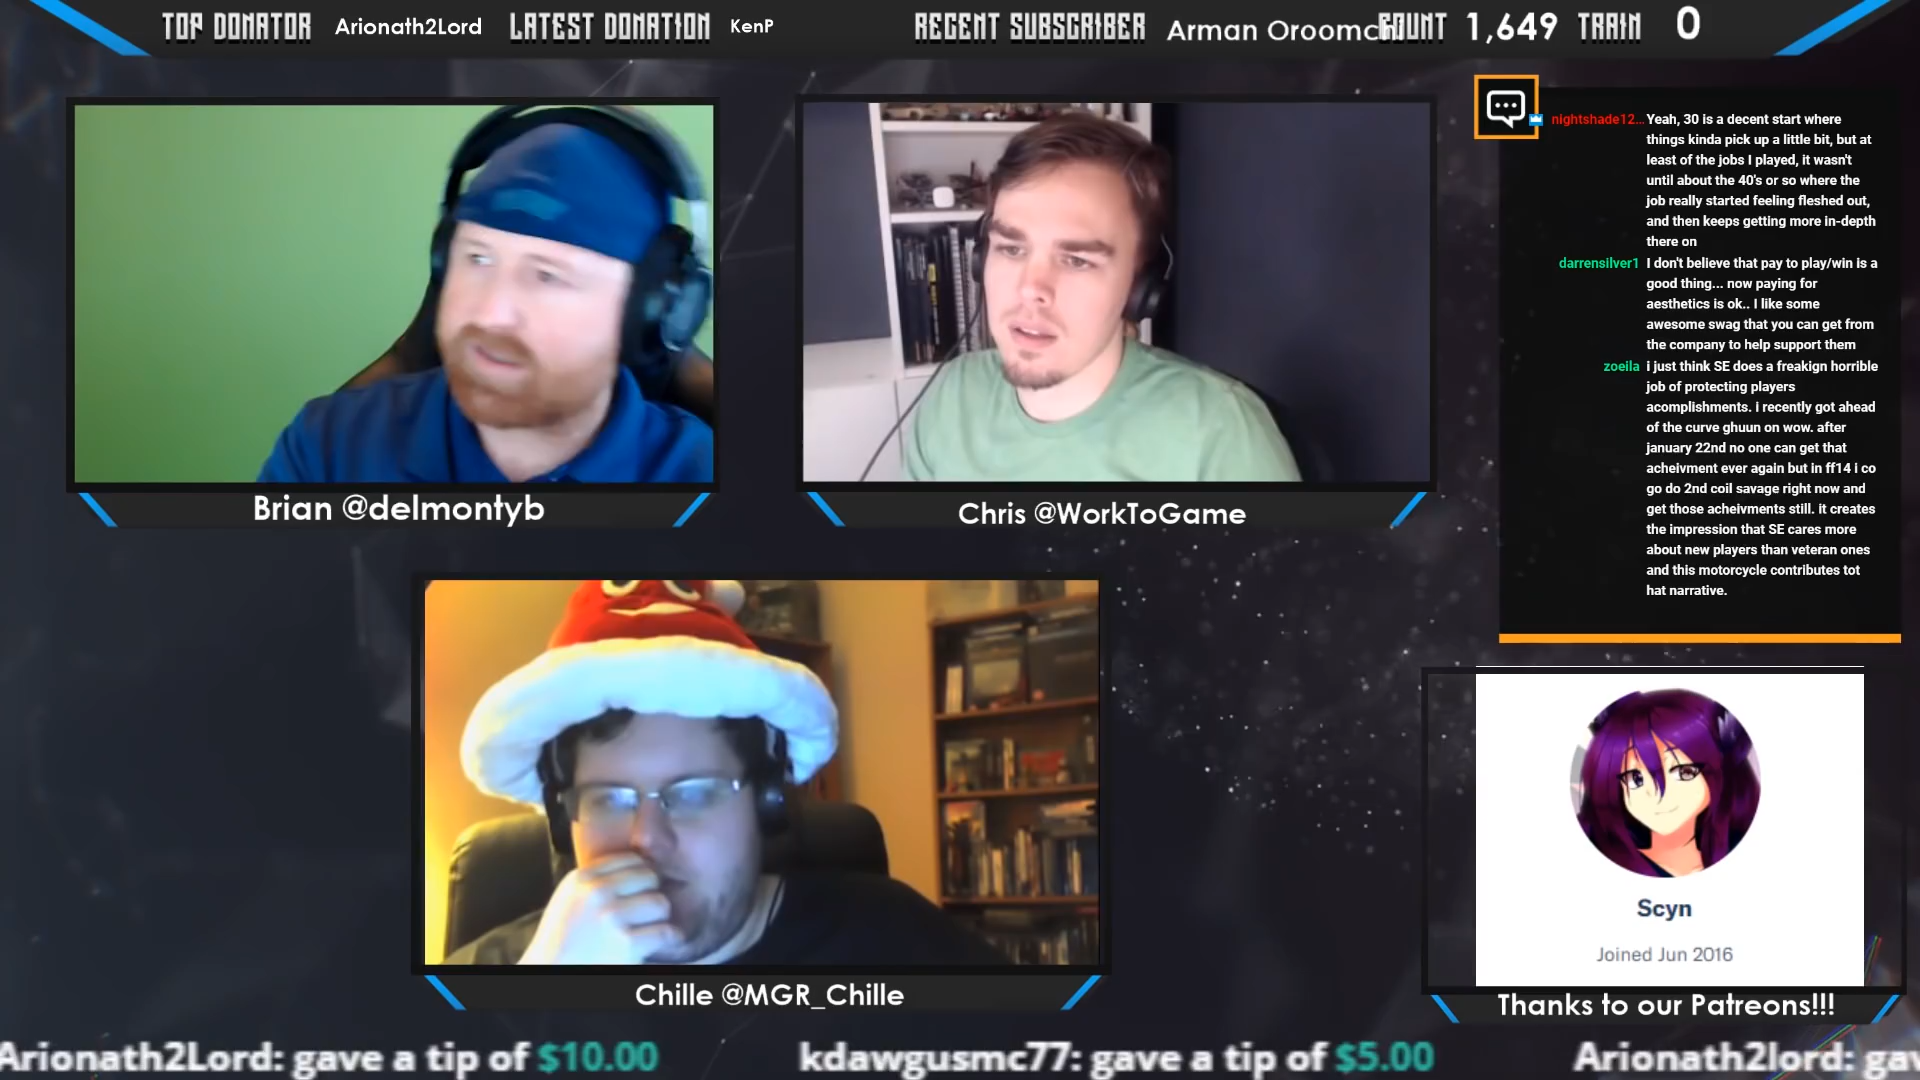 TOP DONATOR Arionath2Lord LATEST DONATION KenP RECENT SUBSCRIBER Arman Oroomchi COUNT 1,649 TRAIN 0
nightshade12... Yeah, 30 is a decent start where
things kinda pick up a little bit, but at
least of the jobs I played, it wasn't
until about the 40's or so where the
job really started feeling fleshed out,
and then keeps getting more in-depth
there on
darrensilver1 I don't believe that pay to play/win is a
good thing... now paying for
aesthetics is ok.. I like some
awesome swag that you can get from
the company to help support them
zoeila i just think SE does a freakign horrible
job of protecting players
acomplishments. i recently got ahead
of the curve ghuun on wow. after
january 22nd no one can get that
acheivment ever again but in ff14 i co
go do 2nd coil savage right now and
get those acheivments still. it creates
the impression that SE cares more
about new players than veteran ones
and this motorcycle contributes tot
hat narrative.
Brian @delmontyb
Chris @WorkToGame
Chille @MGR_Chille
Scyn
Joined Jun 2016
Thanks to our Patreons!!!
Arionath2Lord: gave a tip of $10.00 kdawgusmc77: gave a tip of $5.00 Arionath2lord: gav